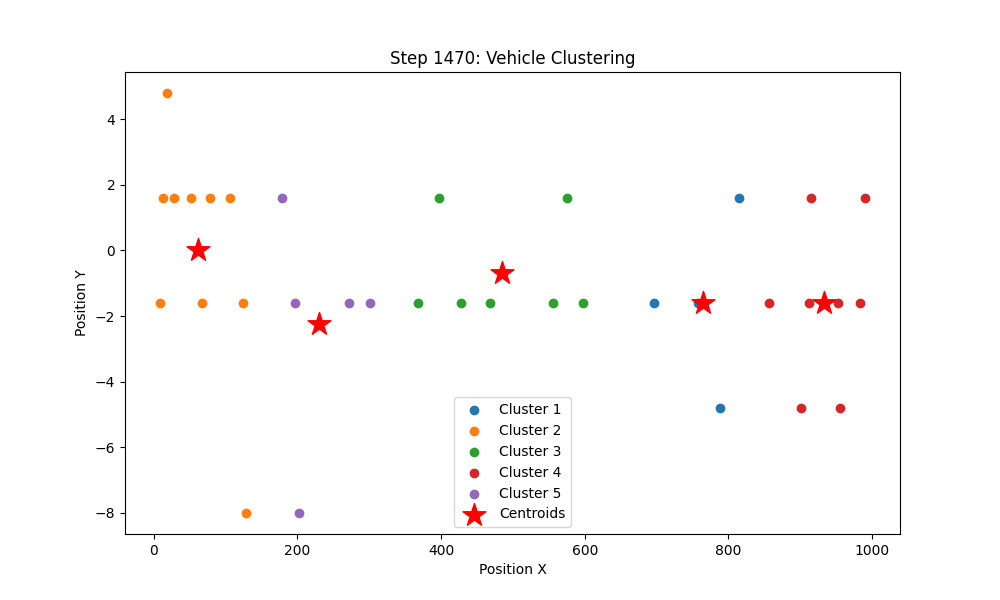 Step 1470: Vehicle Clustering
Position Y
4
2
0
−2
−4
−6
−8
Cluster 1
Cluster 2
Cluster 3
Cluster 4
Cluster 5
Centroids
0 200 400 600 800 1000
Position X